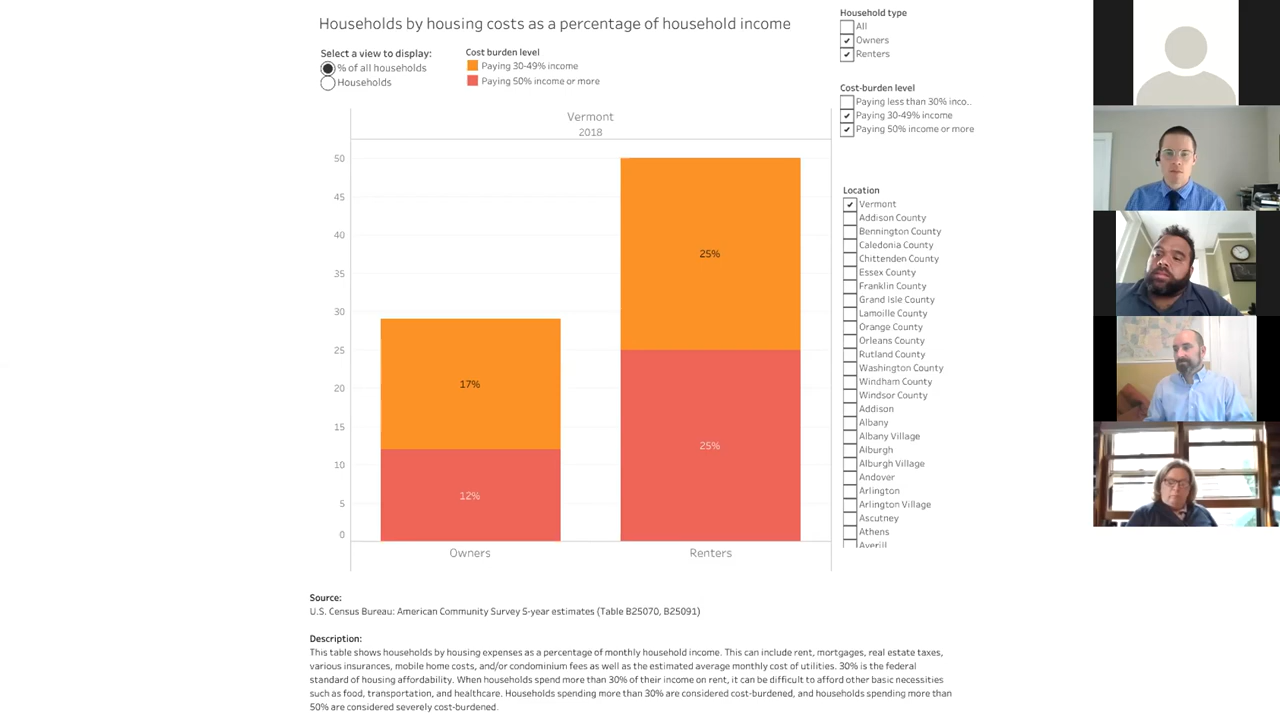 Households by housing costs as a percentage of household income
Select a view to display:
% of all households
Households
Cost burden level
Paying 30-49% income
Paying 50% income or more
Household type
All
Owners
Renters
Cost-burden level
Paying less than 30% inco..
Paying 30-49% income
Paying 50% income or more
Vermont
2018
50
45
40
35
30
25
20
15
10
5
0
17%
12%
25%
25%
Owners
Renters
Location
Vermont
Addison County
Bennington County
Caledonia County
Chittenden County
Essex County
Franklin County
Grand Isle County
Lamoille County
Orange County
Orleans County
Rutland County
Washington County
Windham County
Windsor County
Addison
Albany
Albany Village
Alburgh
Alburgh Village
Andover
Arlington
Arlington Village
Ascutney
Athens
Averill
Source:
U.S. Census Bureau: American Community Survey 5-year estimates (Table B25070, B25091)
Description:
This table shows households by housing expenses as a percentage of monthly household income. This can include rent, mortgages, real estate taxes,
various insurances, mobile home costs, and/or condominium fees as well as the estimated average monthly cost of utilities. 30% is the federal
standard of housing affordability. When households spend more than 30% of their income on rent, it can be difficult to afford other basic necessities
such as food, transportation, and healthcare. Households spending more than 30% are considered cost-burdened, and households spending more than
50% are considered severely cost-burdened.